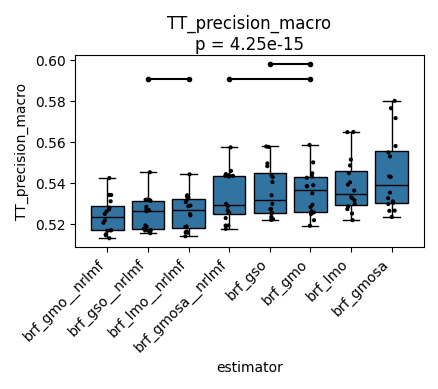 TT_precision_macro
p = 4.25e-15
TT_precision_macro
0.60
0.58
0.56
0.54
0.52
brf_gmo__nrlmf
brf_gso__nrlmf
brf_lmo__nrlmf
brf_gmosa__nrlmf
brf_gso
brf_gmo
brf_lmo
brf_gmosa
estimator